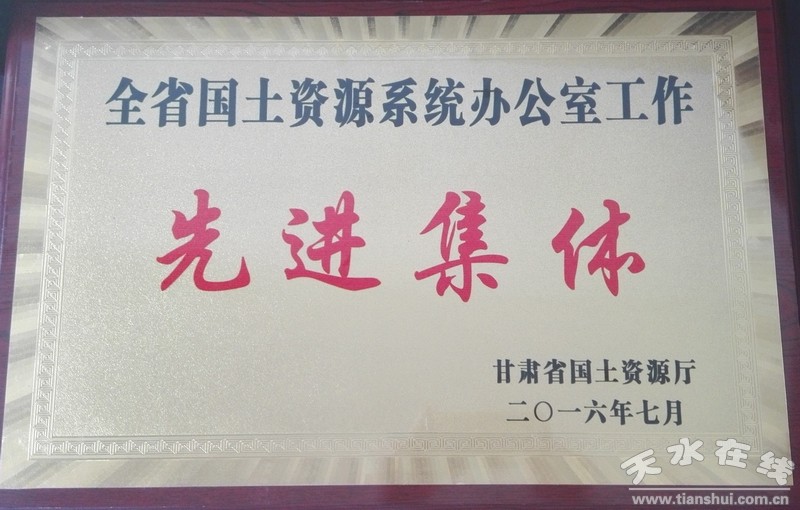 全省国土资源系统办公室工作
先进集体
甘肃省国土资源厅
二〇一六年七月
天水在线
www.tianshui.com.cn